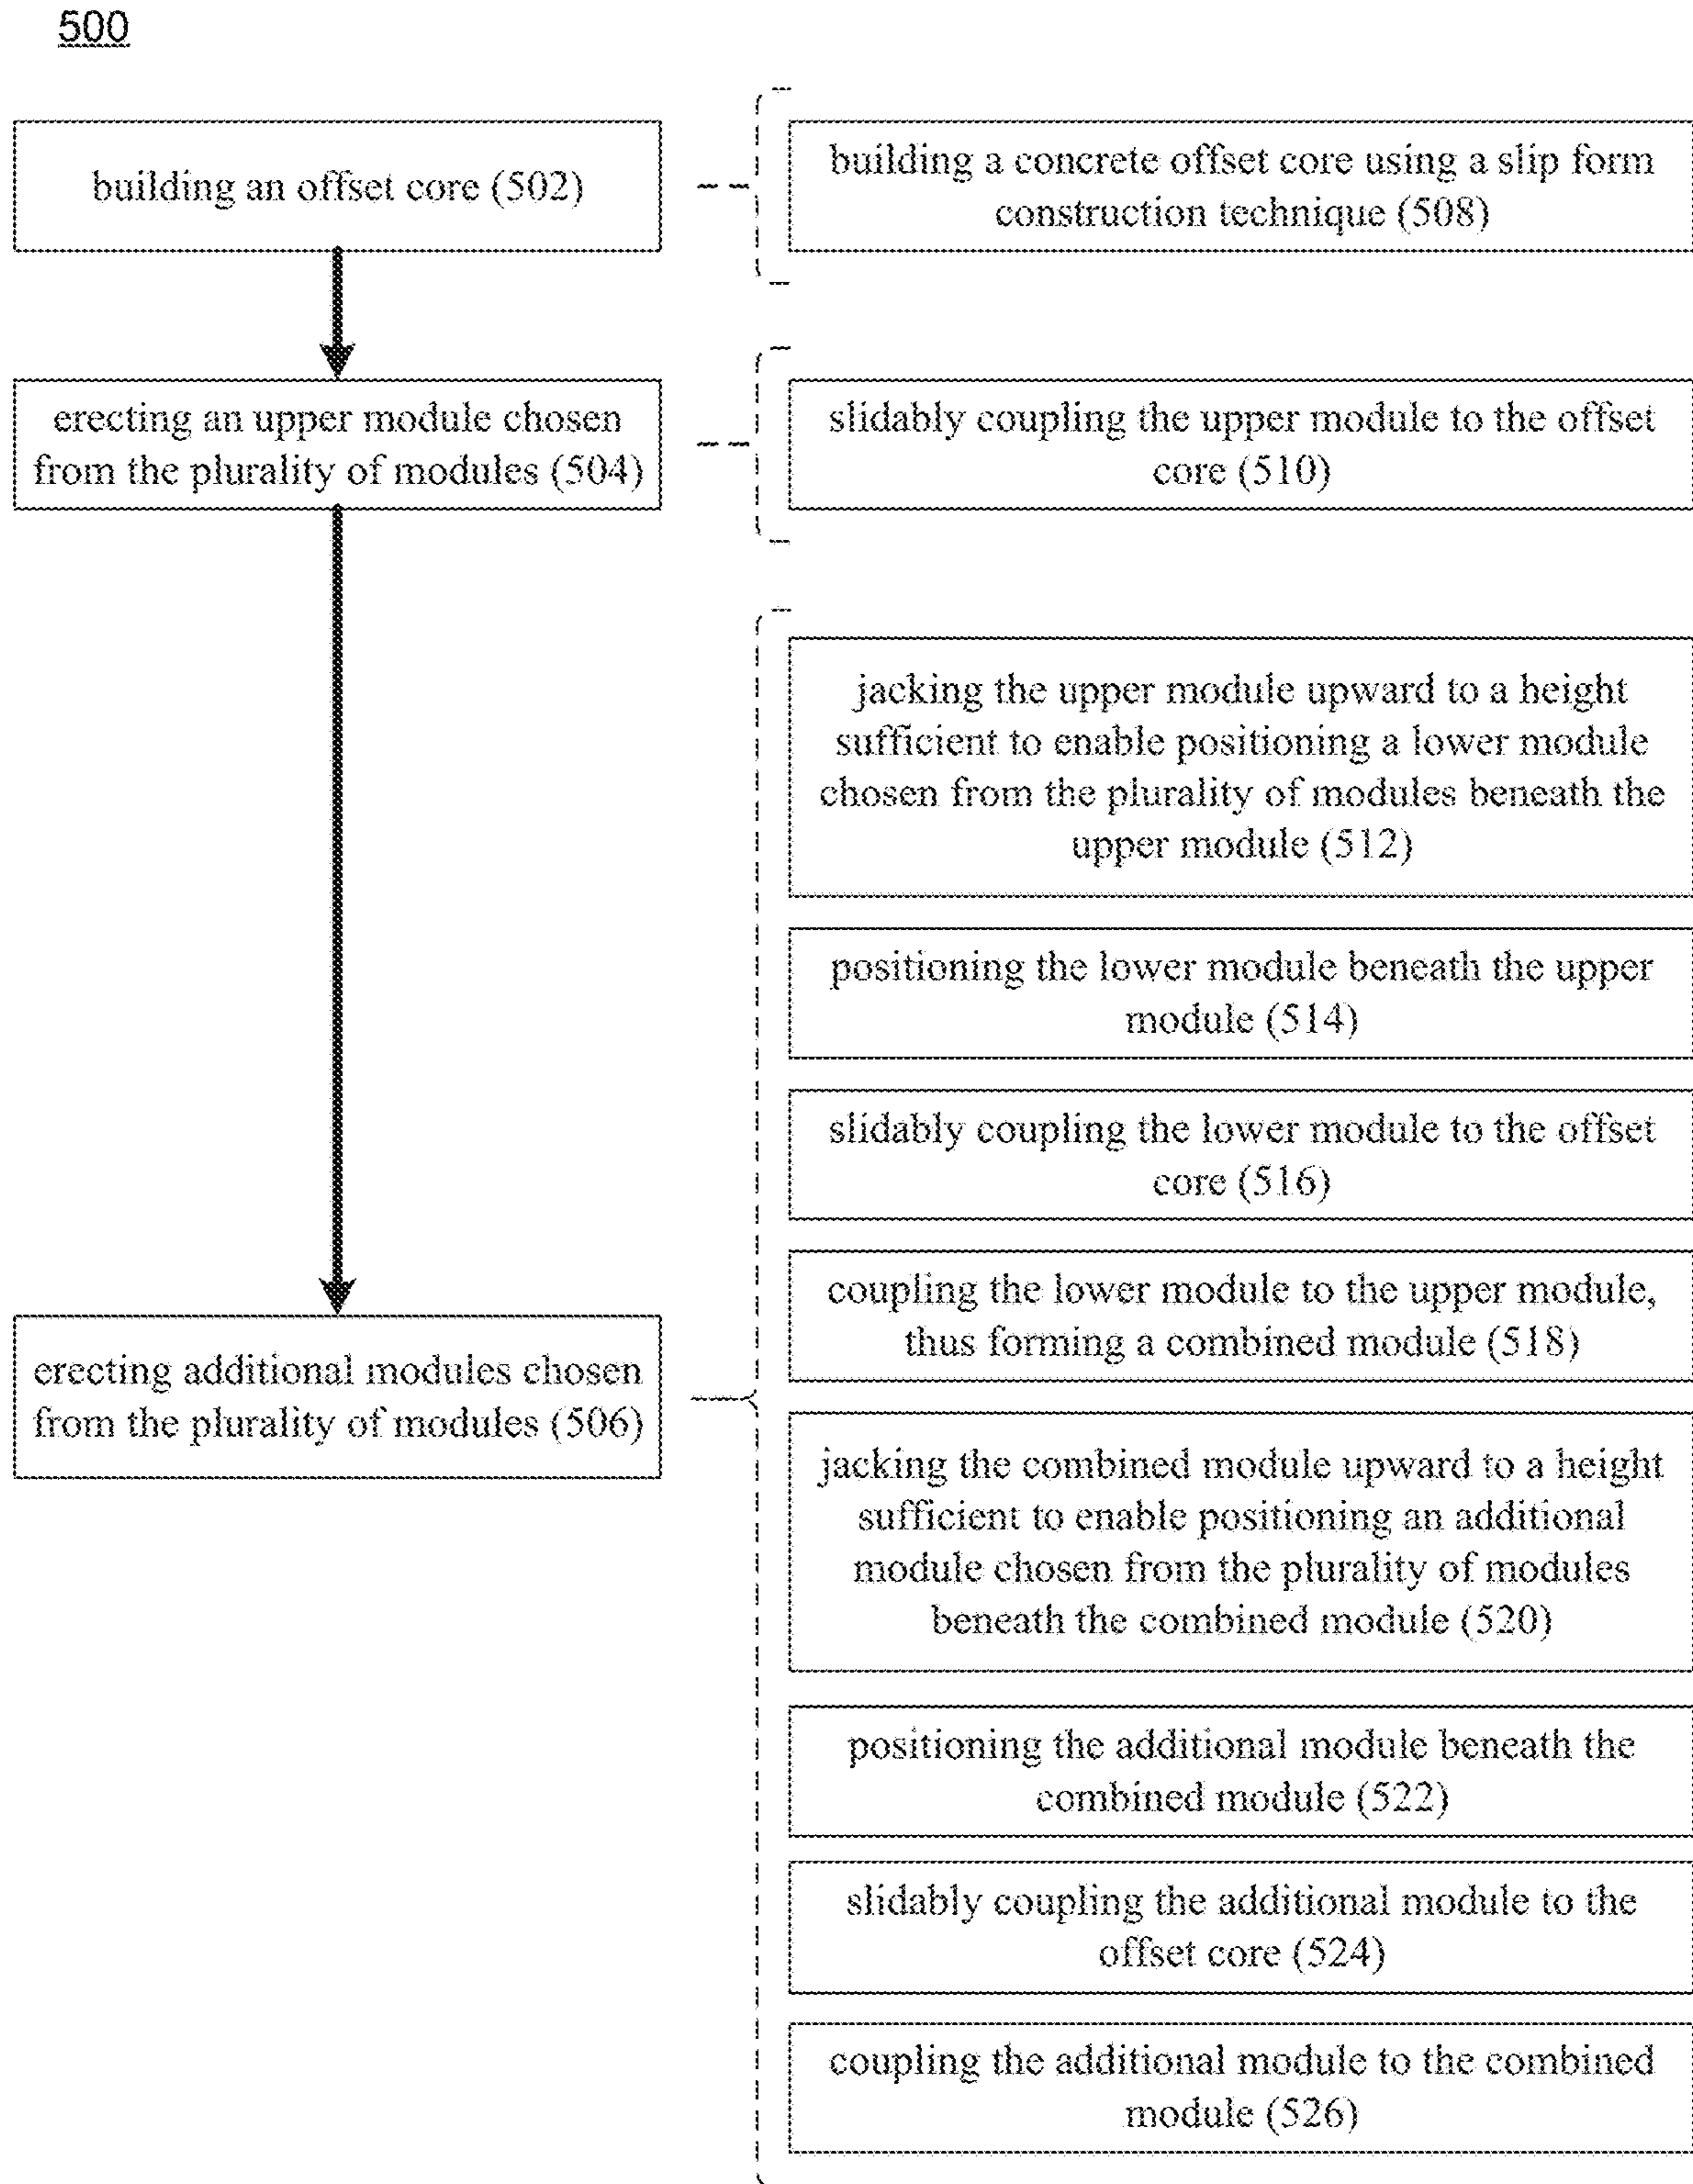 500
building an offset core (502)
building a concrete offset core using a slip form
construction technique (508)
erecting an upper module chosen
from the plurality of modules (504)
slidably coupling the upper module to the offset
core (510)
erecting additional modules chosen
from the plurality of modules (506)
jacking the upper module upward to a height
sufficient to enable positioning a lower module
chosen from the plurality of modules beneath the
upper module (512)
positioning the lower module beneath the upper
module (514)
slidably coupling the lower module to the offset
core (516)
coupling the lower module to the upper module,
thus forming a combined module (518)
jacking the combined module upward to a height
sufficient to enable positioning an additional
module chosen from the plurality of modules
beneath the combined module (520)
positioning the additional module beneath the
combined module (522)
slidably coupling the additional module to the
offset core (524)
coupling the additional module to the combined
module (526)